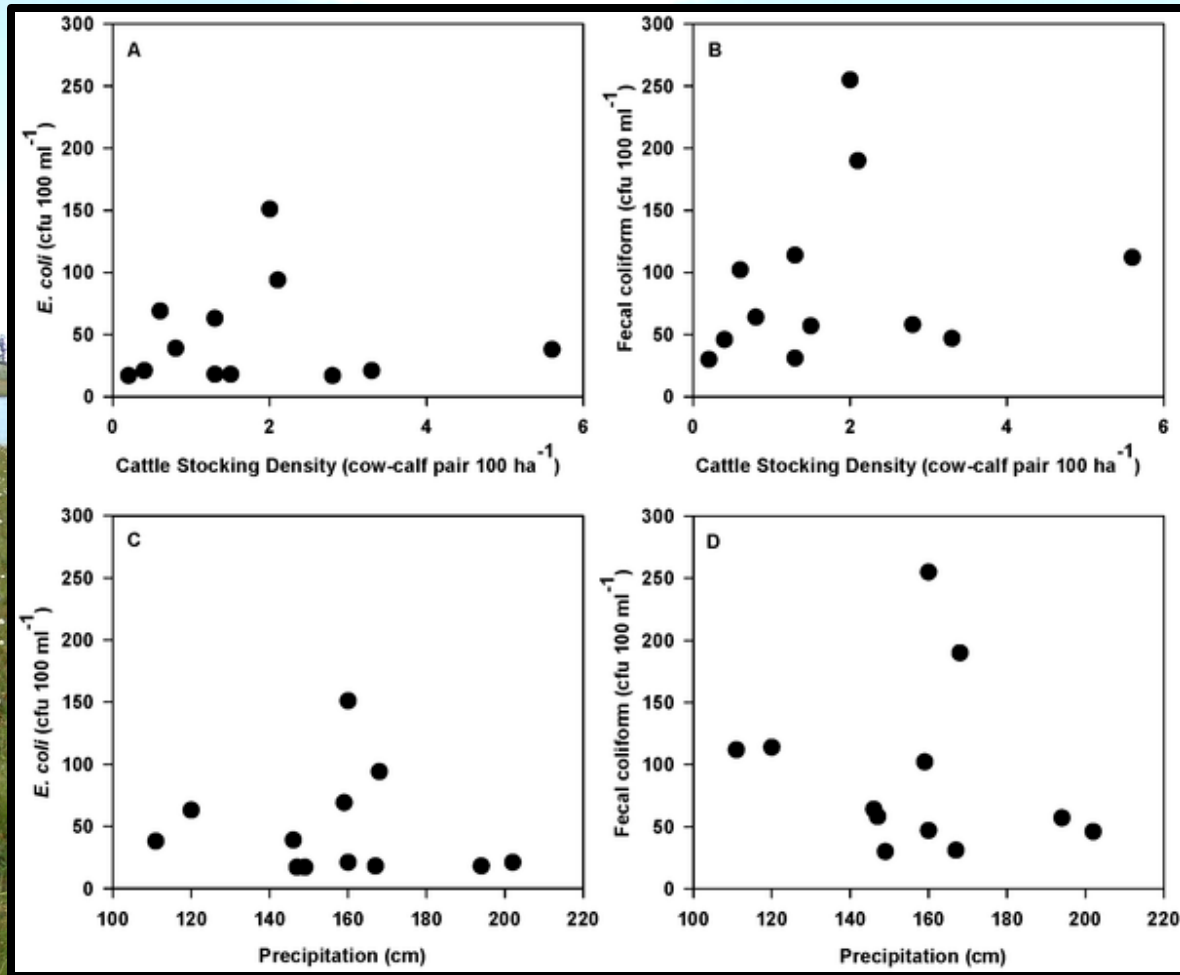 A
300
250
200
150
100
50
0
E. coli (cfu 100 ml⁻¹)
0 2 4 6
Cattle Stocking Density (cow-calf pair 100 ha⁻¹)
B
300
250
200
150
100
50
0
Fecal coliform (cfu 100 ml⁻¹)
0 2 4 6
Cattle Stocking Density (cow-calf pair 100 ha⁻¹)
C
300
250
200
150
100
50
0
E. coli (cfu 100 ml⁻¹)
100 120 140 160 180 200 220
Precipitation (cm)
D
300
250
200
150
100
50
0
Fecal coliform (cfu 100 ml⁻¹)
100 120 140 160 180 200 220
Precipitation (cm)